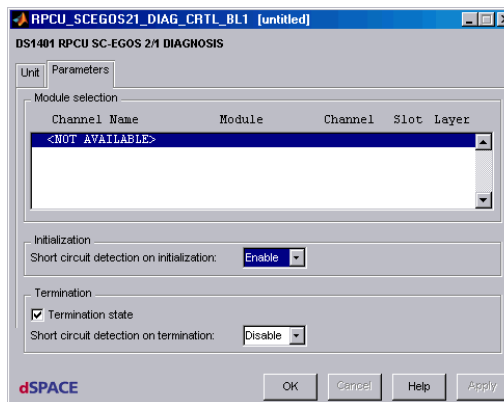 RPCU_SCEGOS21_DIAG_CRTL_BL1 [untitled]
DS1401 RPCU SC-EGOS 2/1 DIAGNOSIS
Unit Parameters
Module selection
Channel Name Module Channel Slot Layer
<NOT AVAILABLE>
Initialization
Short circuit detection on initialization: Enable
Termination
Termination state
Short circuit detection on termination: Disable
dSPACE OK Cancel Help Apply